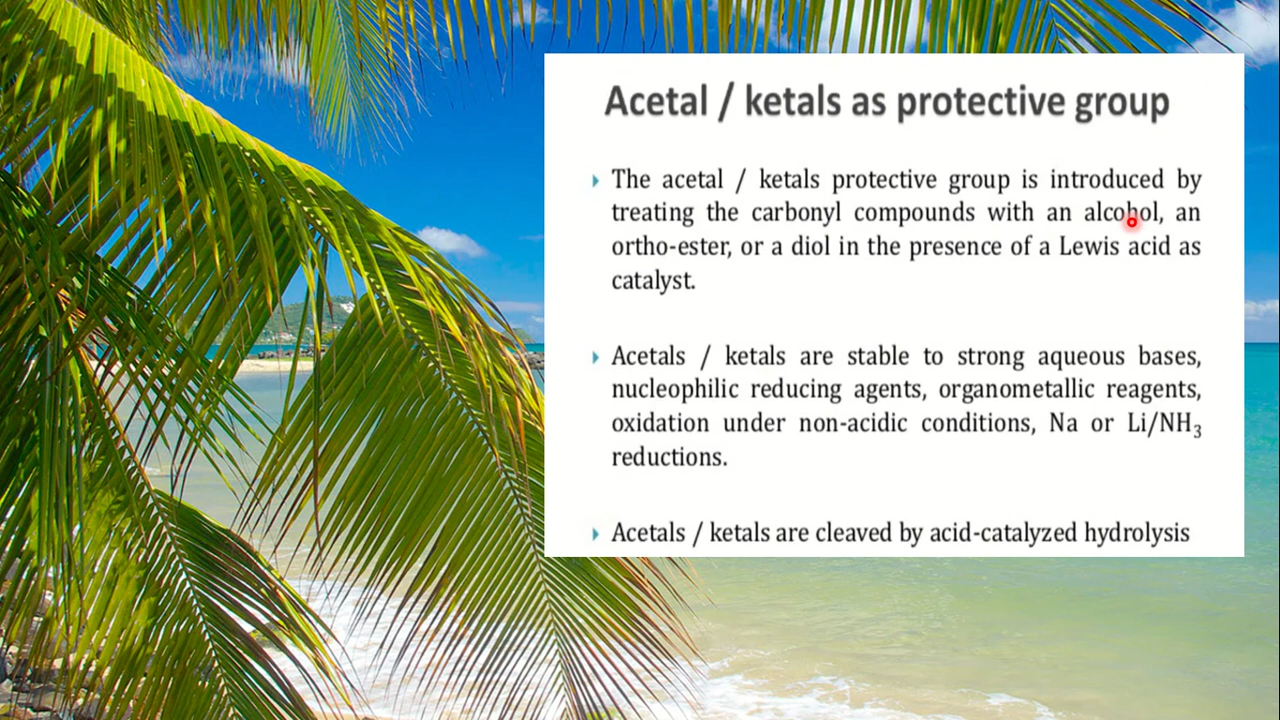 Acetal / ketals as protective group
The acetal / ketals protective group is introduced by
treating the carbonyl compounds with an alcohol, an
ortho-ester, or a diol in the presence of a Lewis acid as
catalyst.
Acetals / ketals are stable to strong aqueous bases,
nucleophilic reducing agents, organometallic reagents,
oxidation under non-acidic conditions, Na or Li/NH₃
reductions.
Acetals / ketals are cleaved by acid-catalyzed hydrolysis